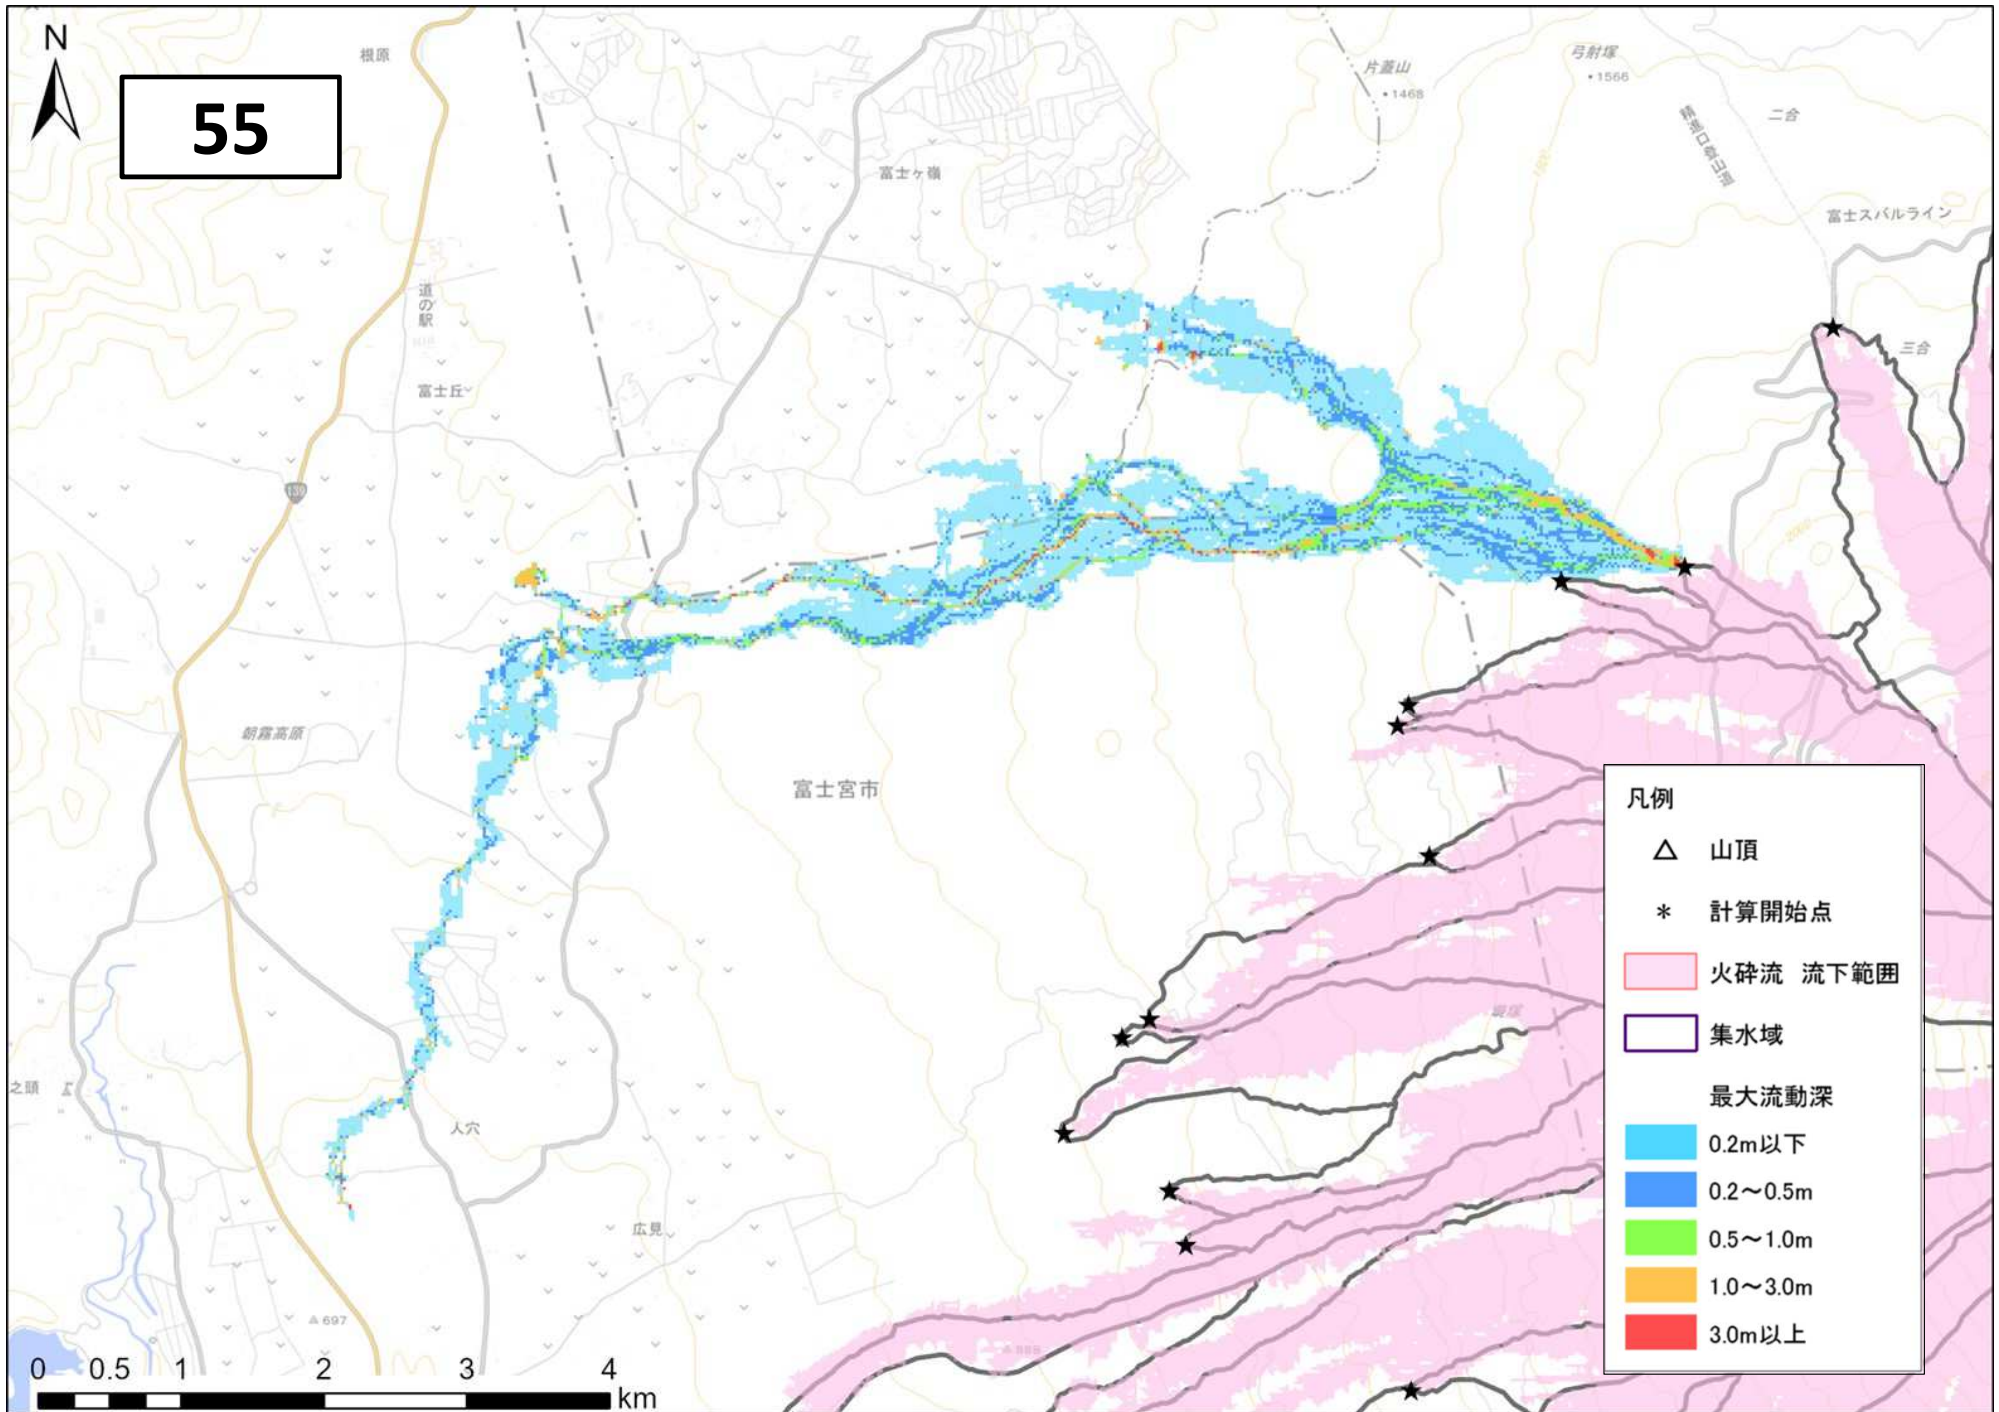 N
55
根原
片蓋山
・1468
弓射塚
・1566
二合
精進口登山道
1500
富士ヶ嶺
富士スバルライン
道の駅
三合
富士丘
139
2000
朝霧高原
富士宮市
凡例
山頂
計算開始点
火砕流 流下範囲
集水域
最大流動深
0.2m以下
0.2～0.5m
0.5～1.0m
1.0～3.0m
3.0m以上
之頭
人穴
広見
697
888
0 0.5 1 2 3 4
km